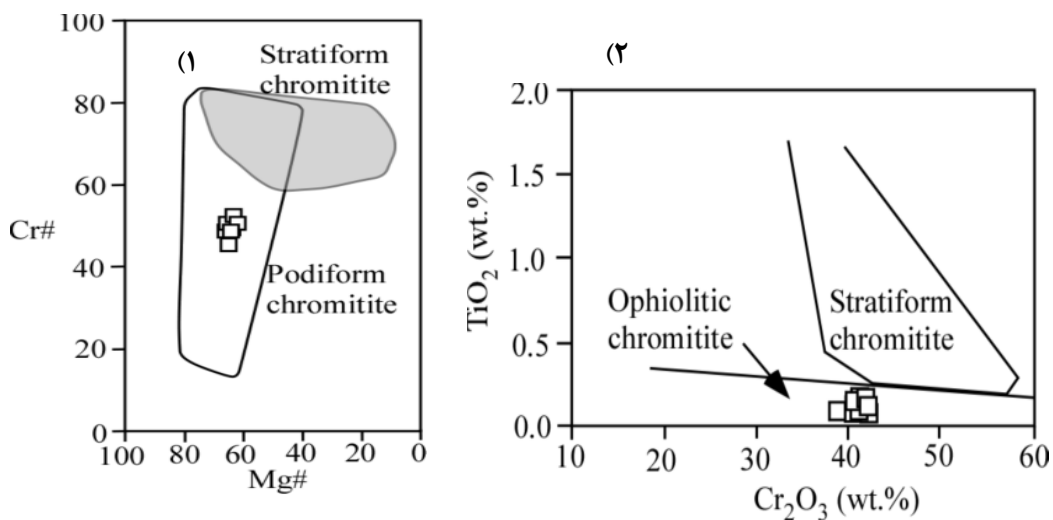 (۱
100
80
60
40
20
0
Cr#
Stratiform
chromitite
Podiform
chromitite
100 80 60 40 20 0
Mg#
(۲
2.0
1.5
1.0
0.5
0.0
TiO₂ (wt.%)
Ophiolitic
chromitite
Stratiform
chromitite
10 20 30 40 50 60
Cr₂O₃ (wt.%)